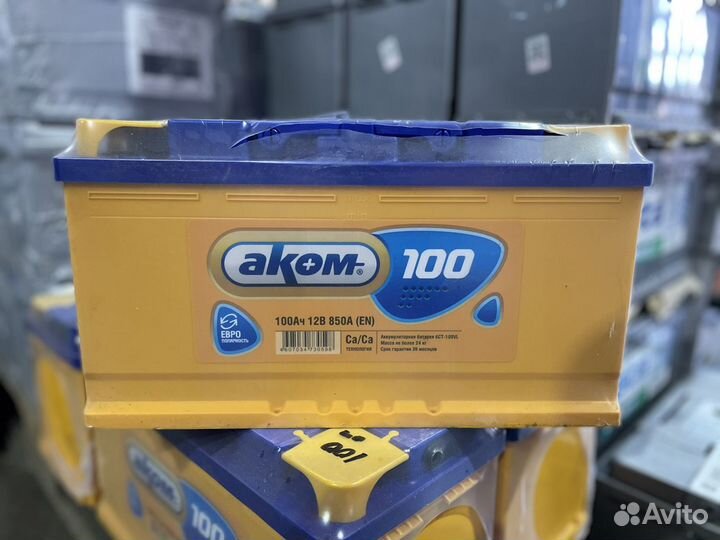 аком
100
100Ач 12В 850А (EN)
ЕВРО
ПОЛЯРНОСТЬ
Ca/Ca
ТЕХНОЛОГИЯ
Аккумуляторная батарея 6СТ-100VL
Масса не более 24 кг
Срок гарантии 36 месяцев
100
аком
100
Avito